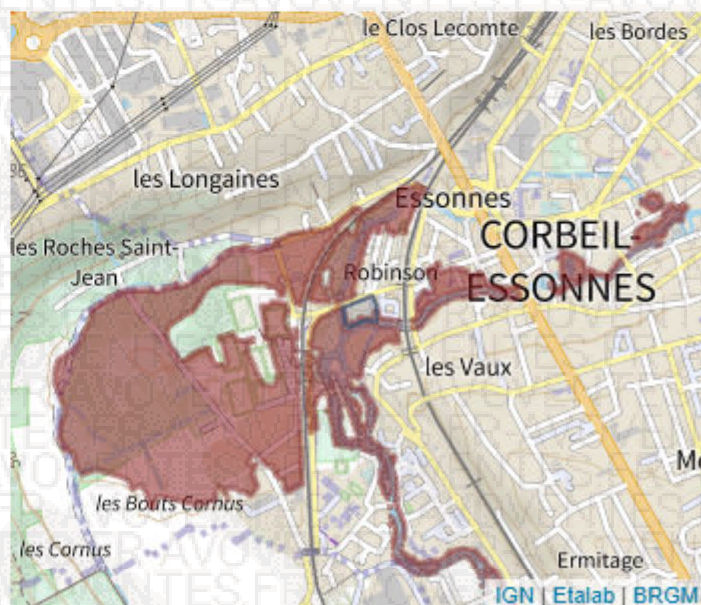 le Clos Lecomte
les Bordes
les Longaines
Essonnes
les Roches Saint-
Jean
CORBEIL-
ESSONNES
Robinson
les Vaux
les Bouts Cornus
les Cornus
Ermitage
IGN | Etalab | BRGM